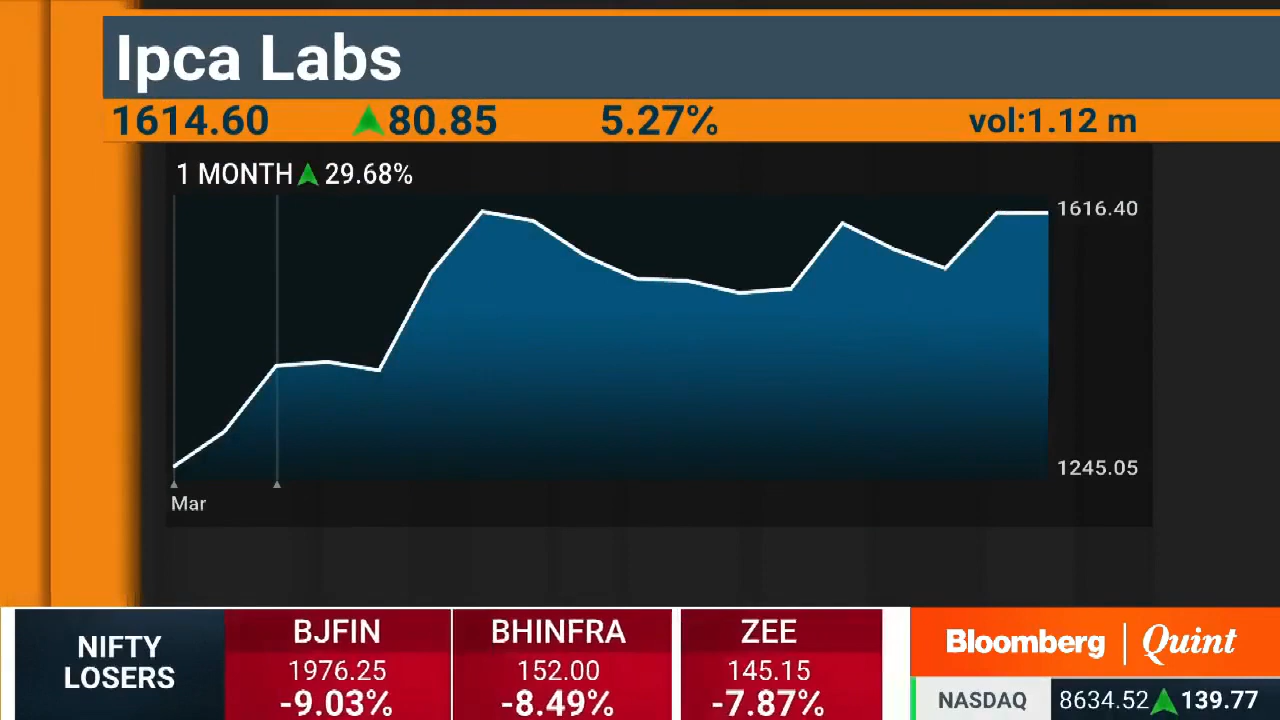 Ipca Labs
1614.60 80.85 5.27% vol:1.12 m
1 MONTH 29.68%
1616.40
1245.05
Mar
NIFTY
LOSERS
BJFIN
1976.25
-9.03%
BHINFRA
152.00
-8.49%
ZEE
145.15
-7.87%
Bloomberg | Quint
NASDAQ 8634.52 139.77